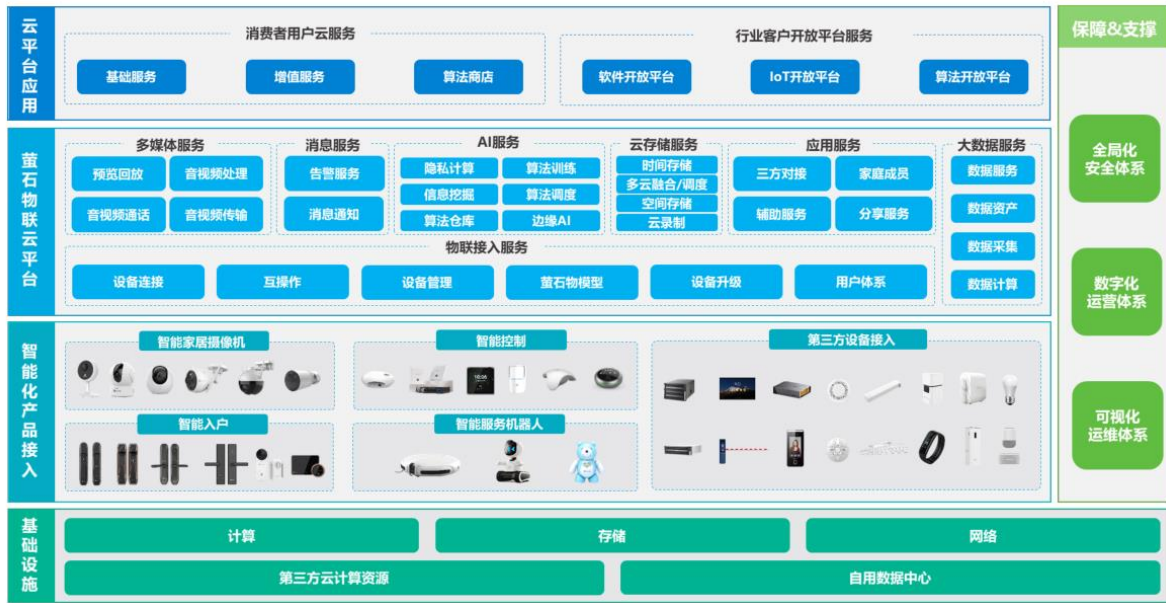 云平台应用
消费者用户云服务
基础服务
增值服务
算法商店
行业客户开放平台服务
软件开放平台
IoT开放平台
算法开放平台
萤石物联云平台
多媒体服务
预览回放
音视频处理
音视频通话
音视频传输
消息服务
告警服务
消息通知
AI服务
隐私计算
算法训练
信息挖掘
算法调度
算法仓库
边缘AI
云存储服务
时间存储
多云融合/调度
空间存储
云录制
应用服务
三方对接
家庭成员
辅助服务
分享服务
大数据服务
数据服务
数据资产
数据采集
数据计算
物联接入服务
设备连接
互操作
设备管理
萤石物模型
设备升级
用户体系
智能化产品接入
智能家居摄像机
智能控制
第三方设备接入
智能入户
智能服务机器人
基础设施
计算
存储
网络
第三方云计算资源
自用数据中心
保障&支撑
全局化
安全体系
数字化
运营体系
可视化
运维体系